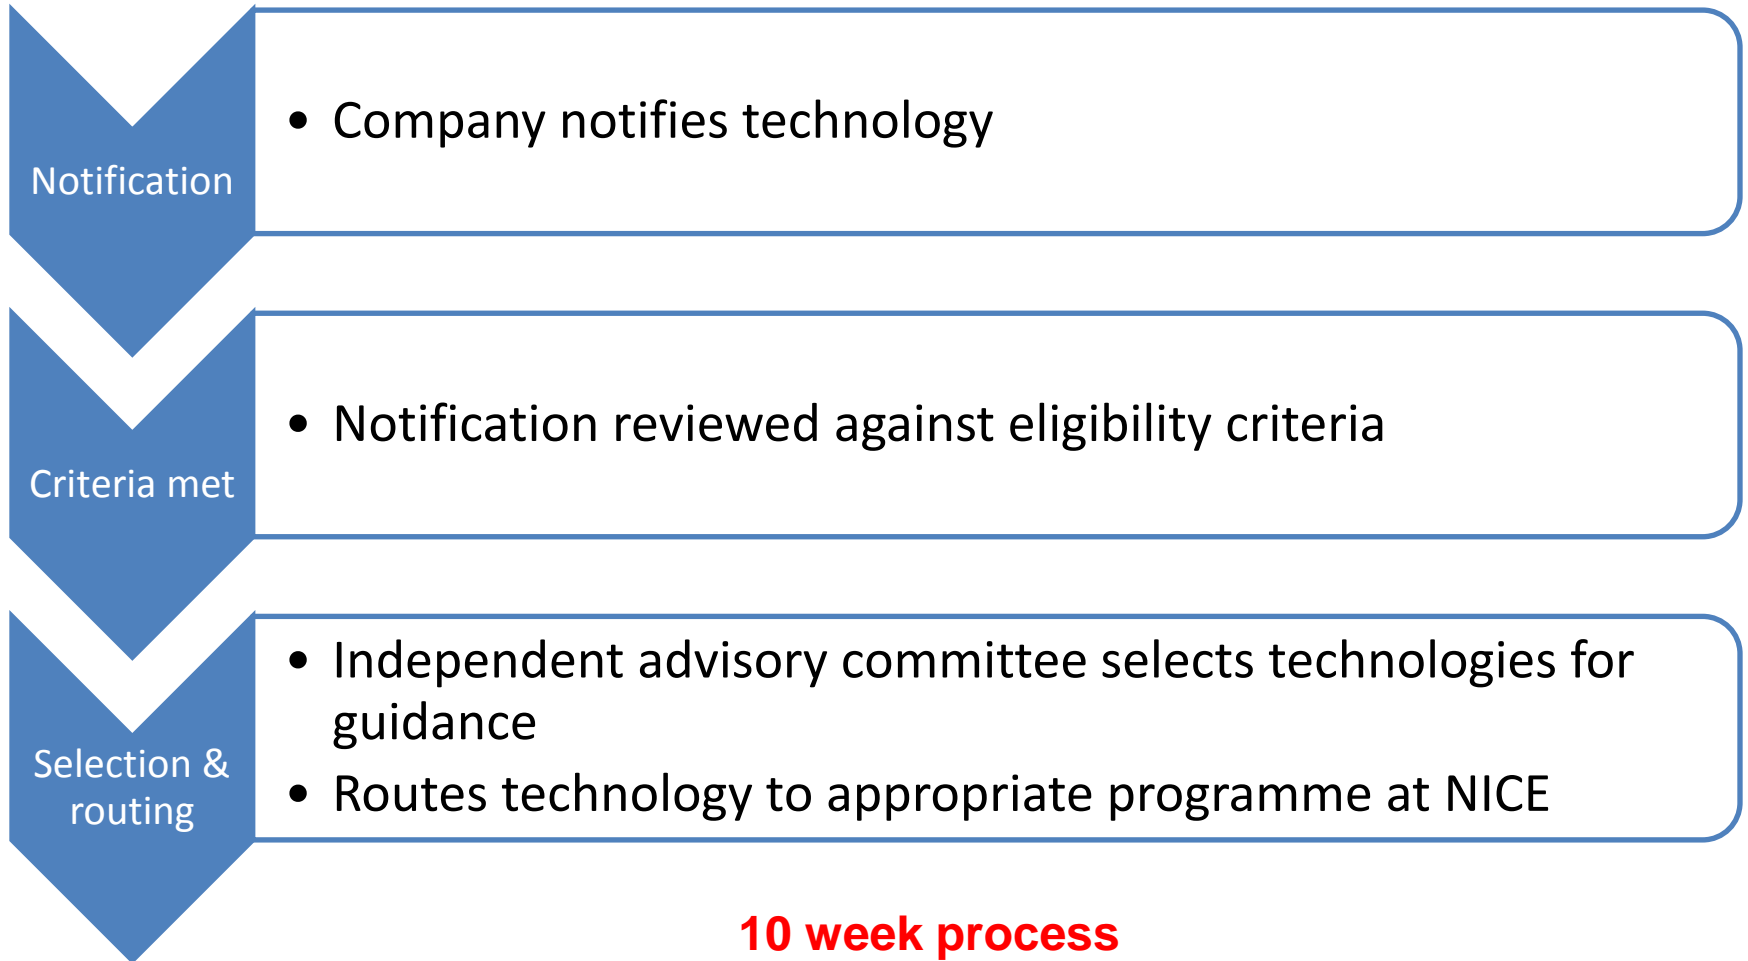 Notification
• Company notifies technology
Criteria met
• Notification reviewed against eligibility criteria
Selection &
routing
• Independent advisory committee selects technologies for
guidance
• Routes technology to appropriate programme at NICE
10 week process